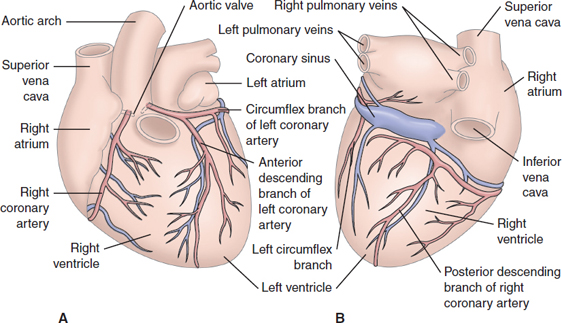 Aortic arch
Superior
vena cava
Right
atrium
Right
coronary
artery
Right
ventricle
Aortic valve
Left pulmonary veins
Coronary sinus
Left atrium
Circumflex branch
of left coronary
artery
Anterior
descending
branch of
left coronary
artery
Left circumflex
branch
Left ventricle
Right pulmonary veins
Superior
vena cava
Right
atrium
Inferior
vena
cava
Right
ventricle
Posterior descending
branch of right
coronary artery
A
B